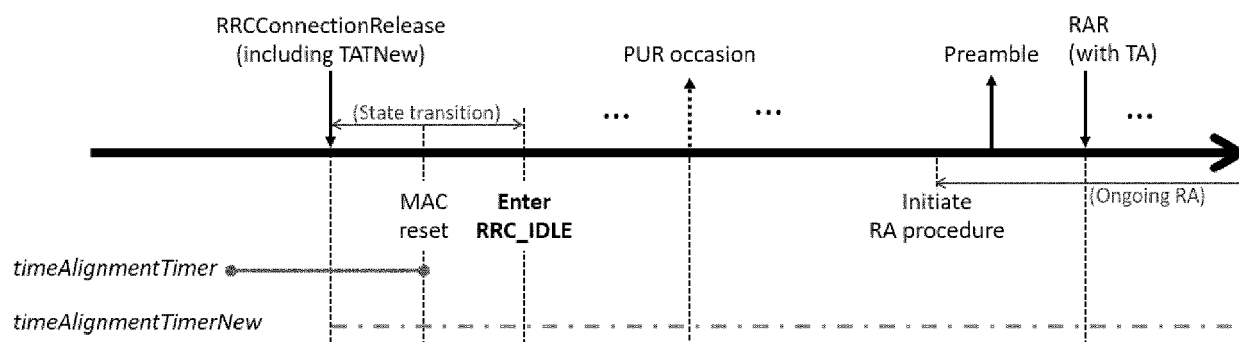 RRCConnectionRelease
(including TATNew)
PUR occasion
Preamble
RAR
(with TA)
(State transition)
...
...
...
MAC
reset
Enter
RRC_IDLE
Initiate
RA procedure
(Ongoing RA)
timeAlignmentTimer
timeAlignmentTimerNew